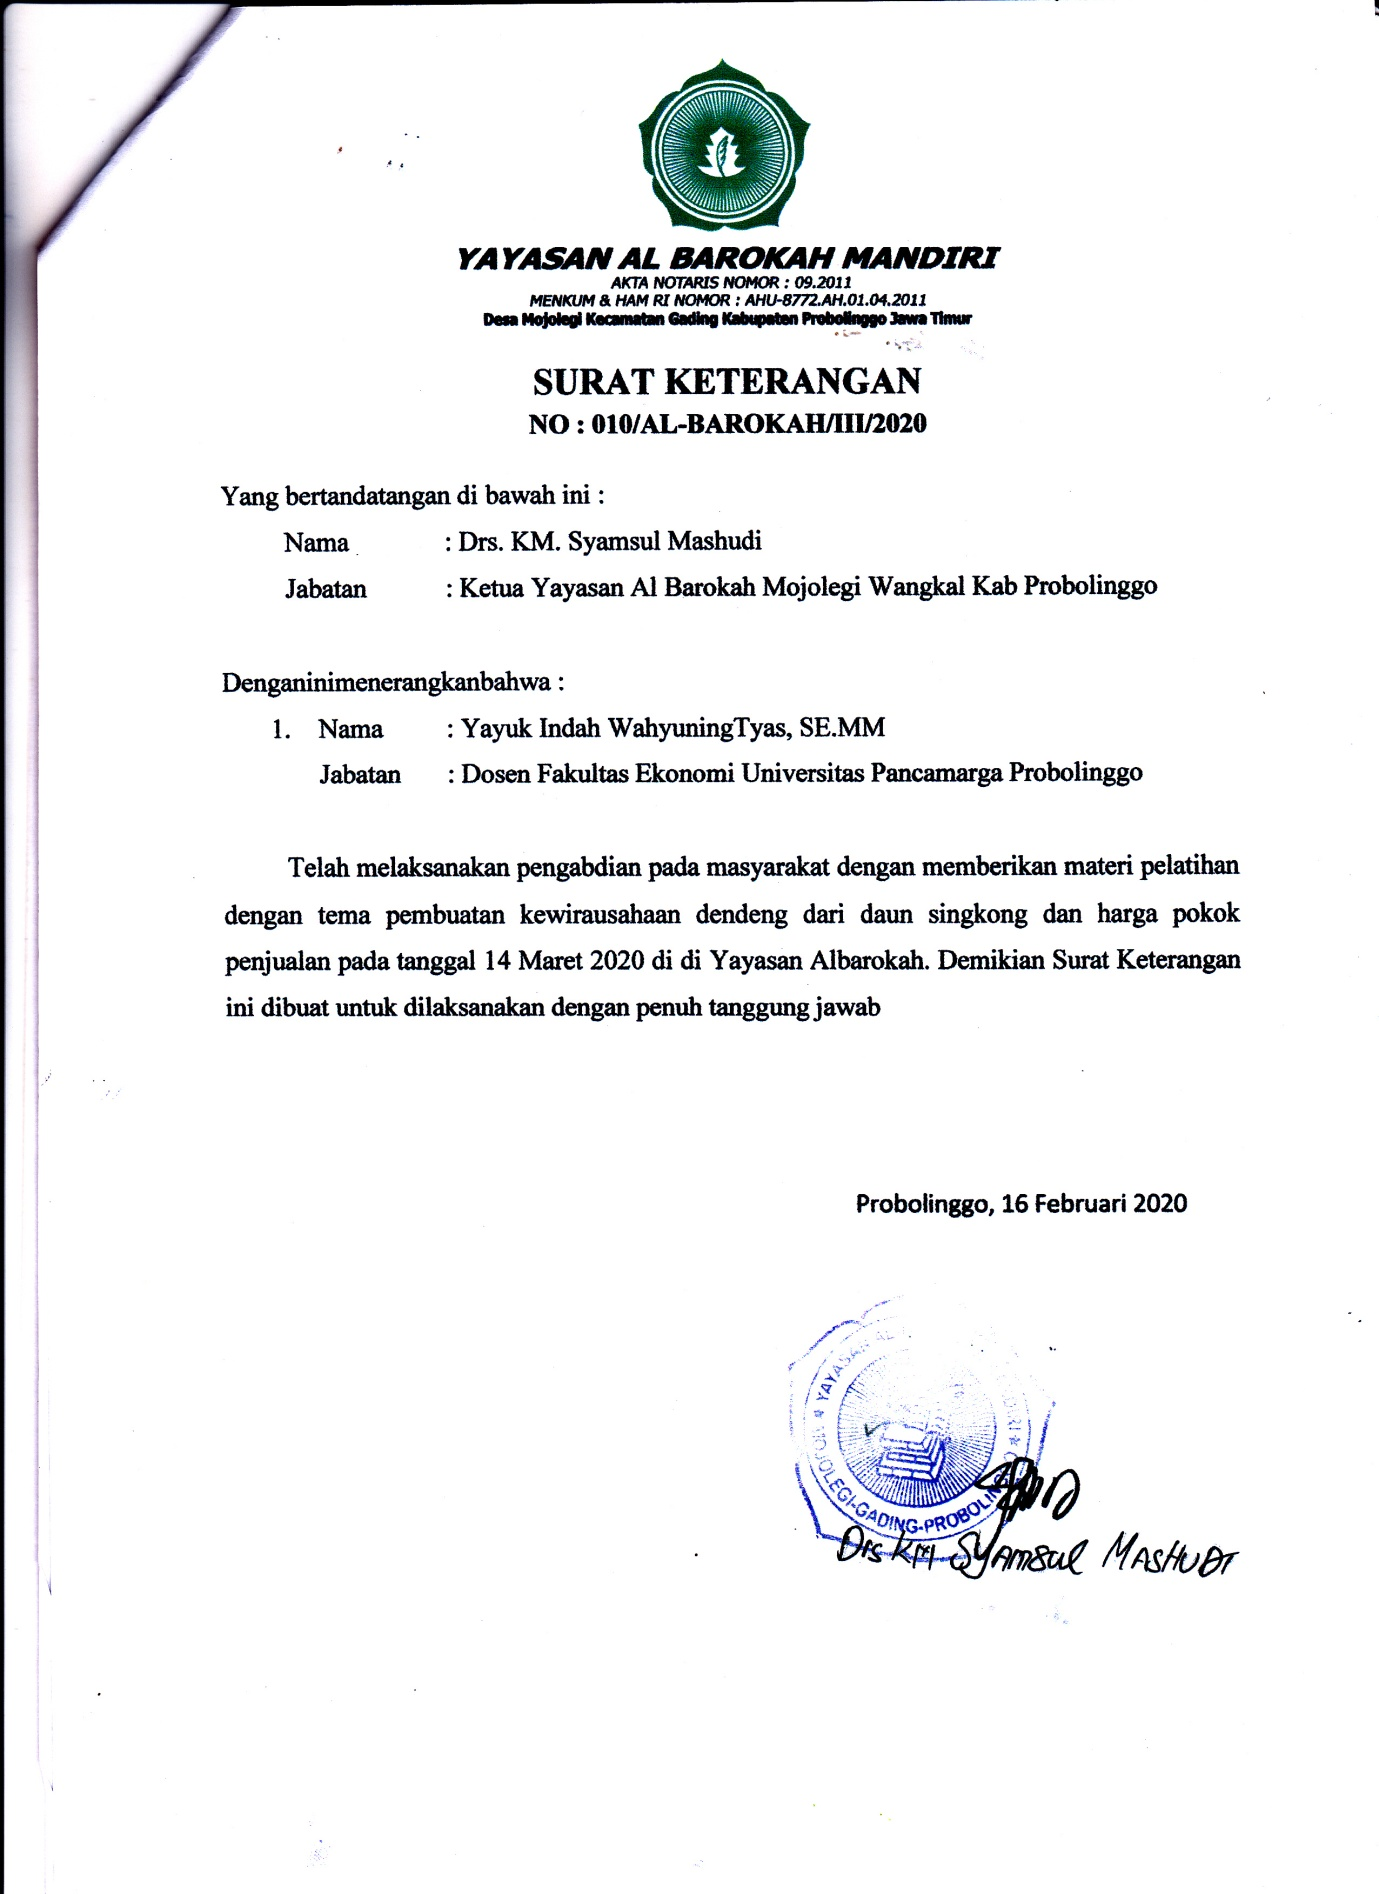 YAYASAN AL BAROKAH MANDIRI
AKTA NOTARIS NOMOR : 09.2011
MENKUM & HAM RI NOMOR : AHU-8772.AH.01.04.2011
Desa Mojolegi Kecamatan Gading Kabupaten Probolinggo Jawa Timur
SURAT KETERANGAN
NO : 010/AL-BAROKAH/III/2020
Yang bertandatangan di bawah ini :
Nama : Drs. KM. Syamsul Mashudi
Jabatan : Ketua Yayasan Al Barokah Mojolegi Wangkal Kab Probolinggo
Denganinimenerangkanbahwa :
1. Nama : Yayuk Indah WahyuningTyas, SE.MM
Jabatan : Dosen Fakultas Ekonomi Universitas Pancamarga Probolinggo
Telah melaksanakan pengabdian pada masyarakat dengan memberikan materi pelatihan
dengan tema pembuatan kewirausahaan dendeng dari daun singkong dan harga pokok
penjualan pada tanggal 14 Maret 2020 di di Yayasan Albarokah. Demikian Surat Keterangan
ini dibuat untuk dilaksanakan dengan penuh tanggung jawab
Probolinggo, 16 Februari 2020
YAYASAN AL
MOJOLEGI-GADING-PROBOLING
Drs KM SYAMSUL MASHUDI